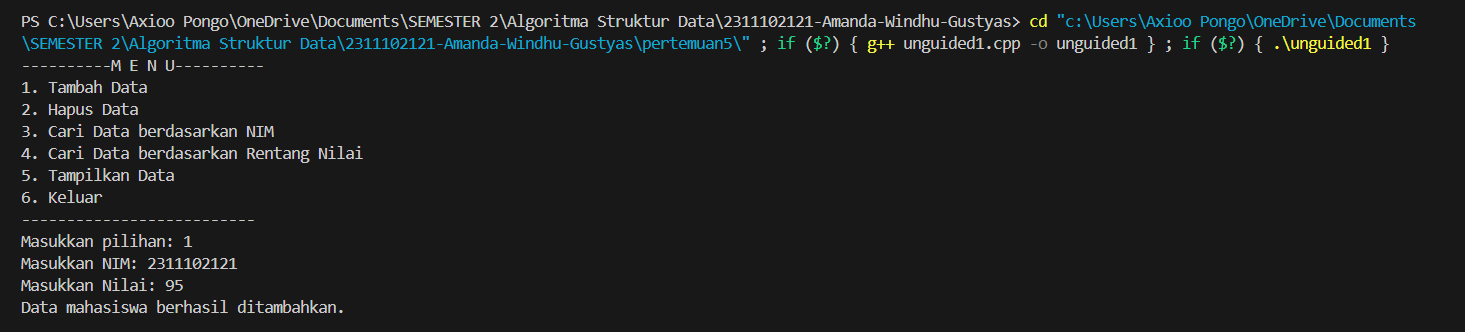 PS C:\Users\Axioo Pongo\OneDrive\Documents\SEMESTER 2\Algoritma Struktur Data\2311102121-Amanda-Windhu-Gustyas> cd "c:\Users\Axioo Pongo\OneDrive\Documents
\SEMESTER 2\Algoritma Struktur Data\2311102121-Amanda-Windhu-Gustyas\pertemuan5\" ; if ($?) { g++ unguided1.cpp -o unguided1 } ; if ($?) { .\unguided1 }
----------M E N U----------
1. Tambah Data
2. Hapus Data
3. Cari Data berdasarkan NIM
4. Cari Data berdasarkan Rentang Nilai
5. Tampilkan Data
6. Keluar
--------------------------
Masukkan pilihan: 1
Masukkan NIM: 2311102121
Masukkan Nilai: 95
Data mahasiswa berhasil ditambahkan.